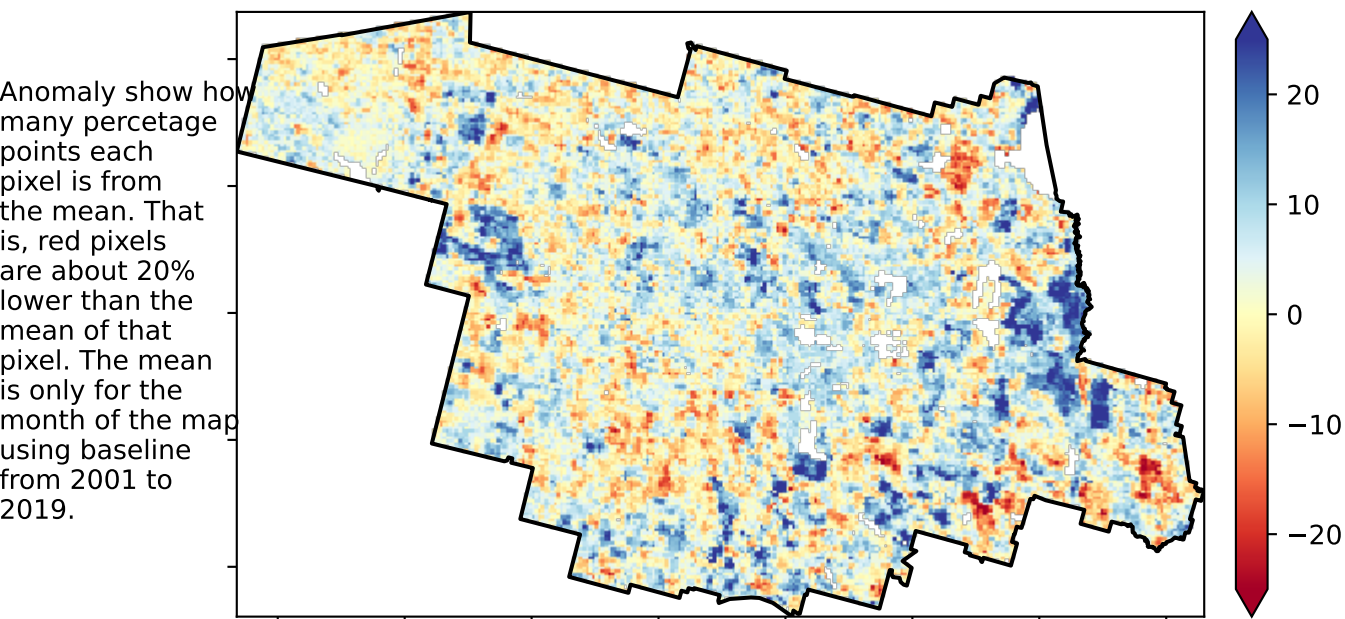 Anomaly show how
many percetage
points each
pixel is from
the mean. That
is, red pixels
are about 20%
lower than the
mean of that
pixel. The mean
is only for the
month of the map
using baseline
from 2001 to
2019.
20
10
0
−10
−20